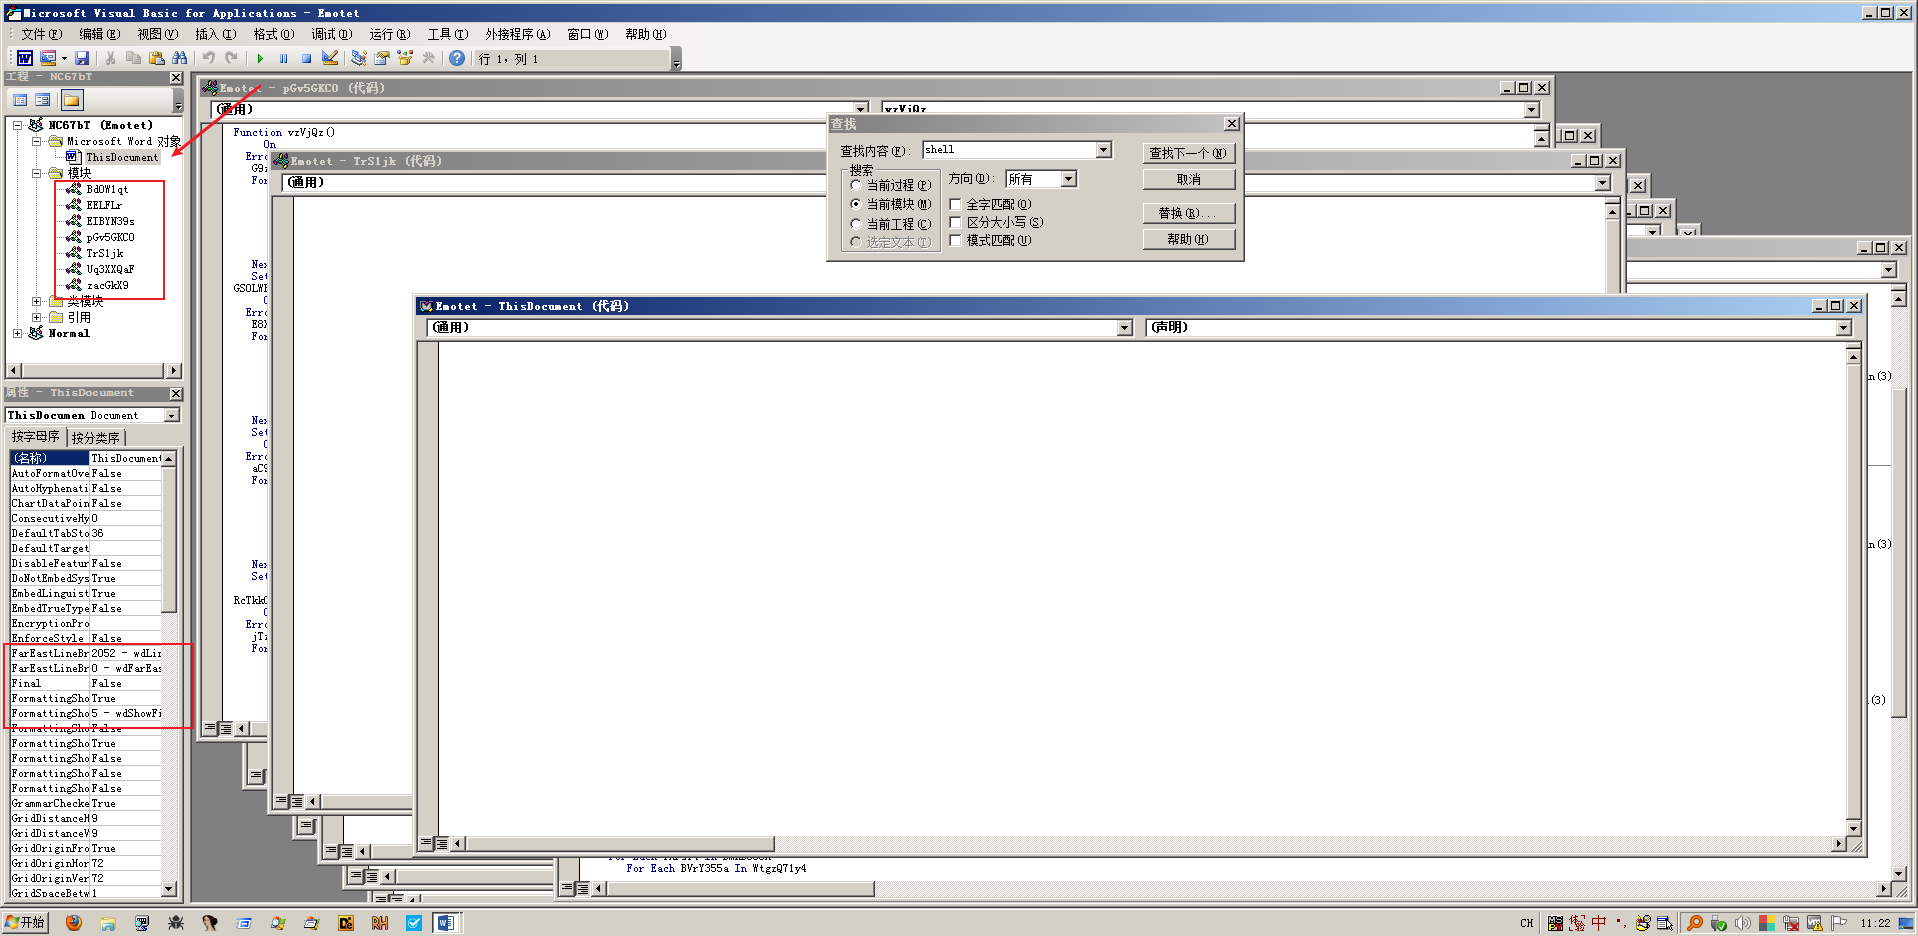 Microsoft Visual Basic for Applications - Emotet
文件(F) 编辑(E) 视图(V) 插入(I) 格式(O) 调试(D) 运行(R) 工具(T) 外接程序(A) 窗口(W) 帮助(H)
行 1, 列 1
工程 - NC67bT
NC67bT (Emotet)
Microsoft Word 对象
ThisDocument
模块
BdOW1qt
EELFLr
EIBYN39s
pGv5GKCO
TrS1jk
Uq3XXQaF
zacGkX9
类模块
引用
Normal
属性 - ThisDocument
ThisDocumen Document
按字母序 按分类序
(名称) ThisDocument
AutoFormatOve False
AutoHyphenati False
ChartDataPoin False
ConsecutiveHy 0
DefaultTabSto 36
DefaultTarget
DisableFeatur False
DoNotEmbedSys True
EmbedLinguist True
EmbedTrueType False
EncryptionPro
EnforceStyle False
FarEastLineBr 2052 - wdLin
FarEastLineBr 0 - wdFarEas
Final False
FormattingSho True
FormattingSho 5 - wdShowFi
FormattingSho False
FormattingSho True
FormattingSho False
FormattingSho False
FormattingSho False
GrammarChecke True
GridDistanceH 9
GridDistanceV 9
GridOriginFro True
GridOriginHor 72
GridOriginVer 72
GridSpaceBetw 1
Emotet - pGv5GKCO (代码)
(通用) vzVjQz
Function vzVjQz()
On
Erro
G9z
For
Nex
Set
GSOLWE
O
Erro
E8X
For
Nex
Set
O
Erro
aC9
For
Nex
Set
RcTkkO
O
Erro
jTz
For
Emotet - TrS1jk (代码)
(通用)
查找
查找内容(F): shell
搜索
当前过程(P)
当前模块(M)
当前工程(C)
选定文本(T)
方向(D): 所有
全字匹配(O)
区分大小写(S)
模式匹配(U)
查找下一个(N)
取消
替换(R)...
帮助(H)
Emotet - ThisDocument (代码)
(通用) (声明)
n(3)
n(3)
(3)
For Each BVrY355a In WtgzQ71y4
开始
CH
中
11:22